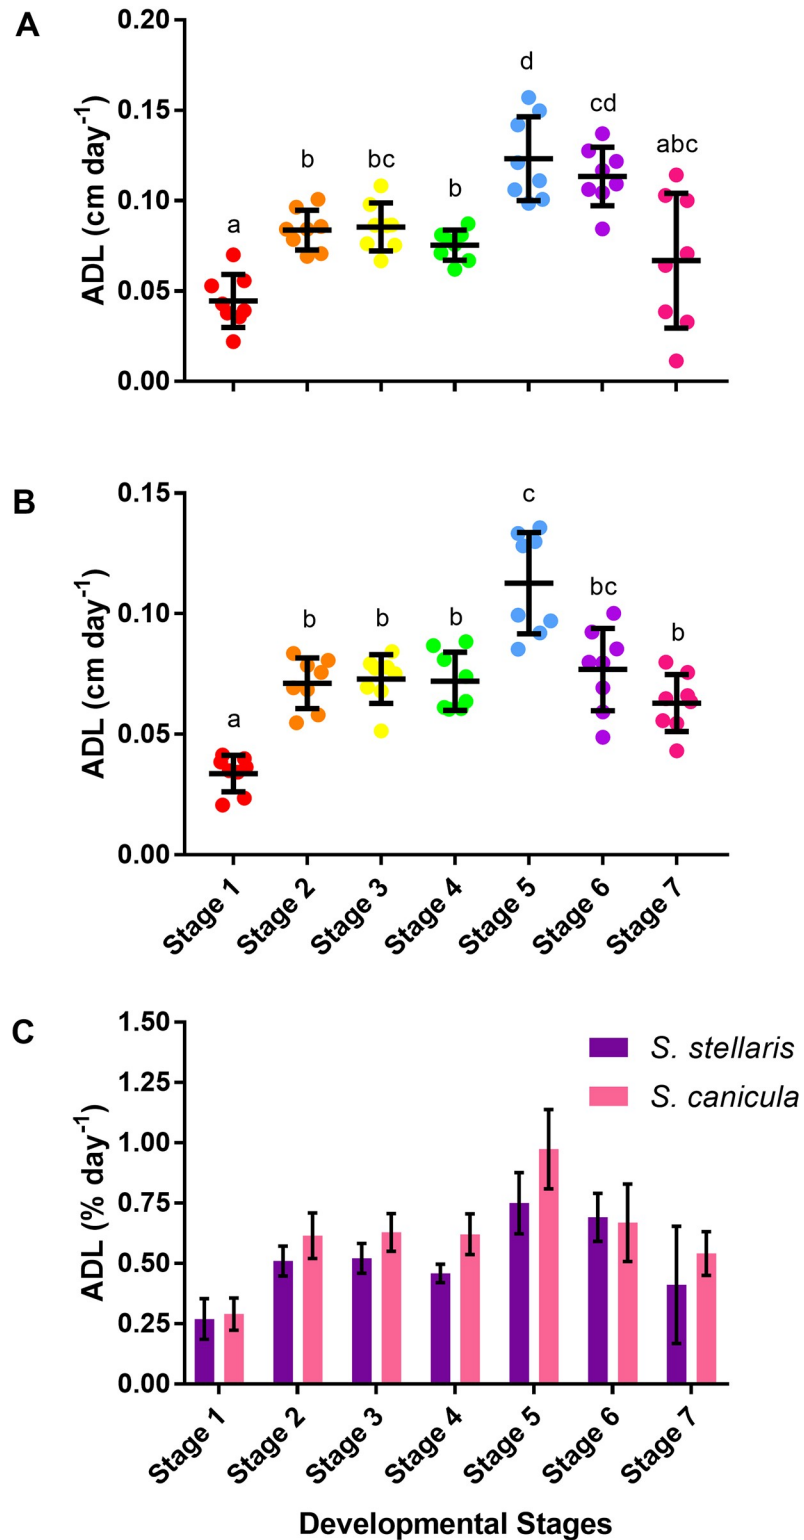 A
ADL (cm day-1)
0.20
0.15
0.10
0.05
0.00
a
b
bc
b
d
cd
abc
B
ADL (cm day-1)
0.15
0.10
0.05
0.00
a
b
b
b
c
bc
b
Stage 1
Stage 2
Stage 3
Stage 4
Stage 5
Stage 6
Stage 7
C
ADL (% day-1)
1.50
1.25
1.00
0.75
0.50
0.25
0.00
S. stellaris
S. canicula
Stage 1
Stage 2
Stage 3
Stage 4
Stage 5
Stage 6
Stage 7
Developmental Stages